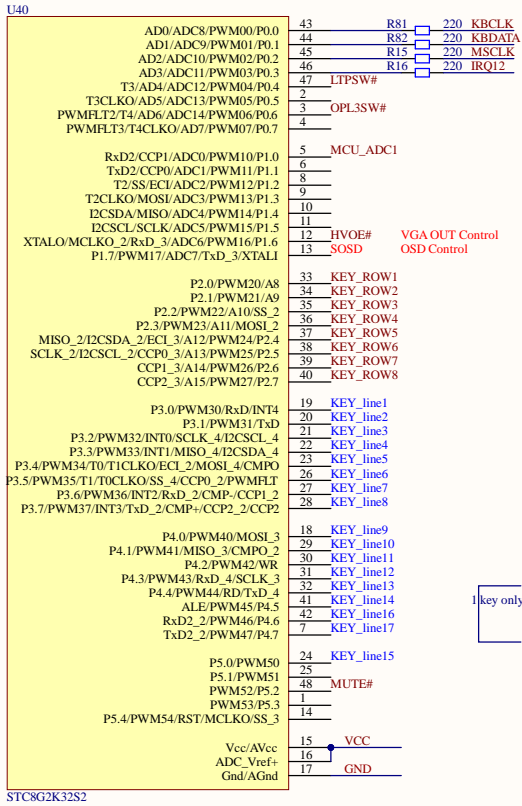 U40
AD0/ADC8/PWM00/P0.0 43 R81 220 KBCLK
AD1/ADC9/PWM01/P0.1 44 R82 220 KBDATA
AD2/ADC10/PWM02/P0.2 45 R15 220 MSCLK
AD3/ADC11/PWM03/P0.3 46 R16 220 IRQ12
T3/AD4/ADC12/PWM04/P0.4 47 LTPSW#
T3CLKO/AD5/ADC13/PWM05/P0.5 2
PWMFLT2/T4/AD6/ADC14/PWM06/P0.6 3 OPL3SW#
PWMFLT3/T4CLKO/AD7/PWM07/P0.7 4
RxD2/CCP1/ADC0/PWM10/P1.0 5 MCU_ADC1
TxD2/CCP0/ADC1/PWM11/P1.1 6
T2/SS/ECI/ADC2/PWM12/P1.2 8
T2CLKO/MOSI/ADC3/PWM13/P1.3 9
I2CSDA/MISO/ADC4/PWM14/P1.4 10
I2CSCL/SCLK/ADC5/PWM15/P1.5 11
XTALO/MCLKO_2/RxD_3/ADC6/PWM16/P1.6 12 HVOE# VGA OUT Control
P1.7/PWM17/ADC7/TxD_3/XTALI 13 SOSD OSD Control
P2.0/PWM20/A8 33 KEY_ROW1
P2.1/PWM21/A9 34 KEY_ROW2
P2.2/PWM22/A10/SS_2 35 KEY_ROW3
P2.3/PWM23/A11/MOSI_2 36 KEY_ROW4
MISO_2/I2CSDA_2/ECI_3/A12/PWM24/P2.4 37 KEY_ROW5
SCLK_2/I2CSCL_2/CCP0_3/A13/PWM25/P2.5 38 KEY_ROW6
CCP1_3/A14/PWM26/P2.6 39 KEY_ROW7
CCP2_3/A15/PWM27/P2.7 40 KEY_ROW8
P3.0/PWM30/RxD/INT4 19 KEY_line1
P3.1/PWM31/TxD 20 KEY_line2
P3.2/PWM32/INT0/SCLK_4/I2CSCL_4 21 KEY_line3
P3.3/PWM33/INT1/MISO_4/I2CSDA_4 22 KEY_line4
P3.4/PWM34/T0/T1CLKO/ECI_2/MOSI_4/CMPO 23 KEY_line5
P3.5/PWM35/T1/T0CLKO/SS_4/CCP0_2/PWMFLT 26 KEY_line6
P3.6/PWM36/INT2/RxD_2/CMP-/CCP1_2 27 KEY_line7
P3.7/PWM37/INT3/TxD_2/CMP+/CCP2_2/CCP2 28 KEY_line8
P4.0/PWM40/MOSI_3 18 KEY_line9
P4.1/PWM41/MISO_3/CMPO_2 29 KEY_line10
P4.2/PWM42/WR 30 KEY_line11
P4.3/PWM43/RxD_4/SCLK_3 31 KEY_line12
P4.4/PWM44/RD/TxD_4 32 KEY_line13
ALE/PWM45/P4.5 41 KEY_line14
RxD2_2/PWM46/P4.6 42 KEY_line16
TxD2_2/PWM47/P4.7 7 KEY_line17
1 key only
P5.0/PWM50 24 KEY_line15
P5.1/PWM51 25
PWM52/P5.2 48 MUTE#
PWM53/P5.3 1
P5.4/PWM54/RST/MCLKO/SS_3 14
Vcc/AVcc 15 VCC
ADC_Vref+ 16
Gnd/AGnd 17 GND
STC8G2K32S2